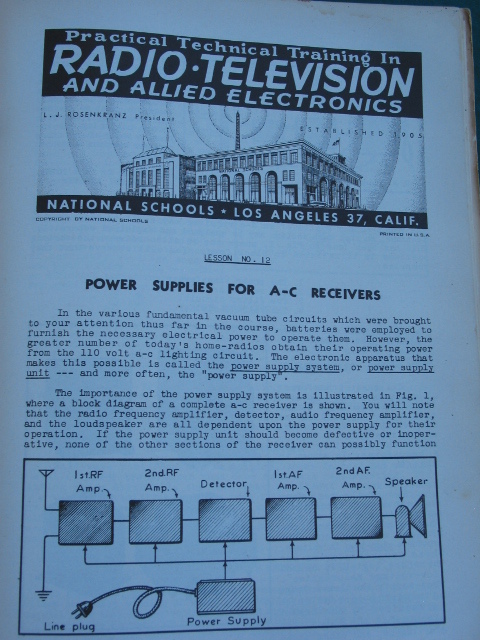 Practical Technical Training In
RADIO·TELEVISION
AND ALLIED ELECTRONICS
L. J. ROSENKRANZ President
ESTABLISHED 1905
NATIONAL SCHOOLS
NATIONAL SCHOOLS ★ LOS ANGELES 37, CALIF.
COPYRIGHT BY NATIONAL SCHOOLS
PRINTED IN U.S.A
LESSON NO. 12
POWER SUPPLIES FOR A-C RECEIVERS
In the various fundamental vacuum tube circuits which were brought
to your attention thus far in the course, batteries were employed to
furnish the necessary electrical power to operate them. However, the
greater number of today's home-radios obtain their operating power
from the 110 volt a-c lighting circuit. The electronic apparatus that
makes this possible is called the power supply system, or power supply
unit --- and more often, the "power supply".
The importance of the power supply system is illustrated in Fig. 1,
where a block diagram of a complete a-c receiver is shown. You will note
that the radio frequency amplifier, detector, audio frequency amplifier,
and the loudspeaker are all dependent upon the power supply for their
operation. If the power supply unit should become defective or inoper-
ative, none of the other sections of the receiver can possibly function
1st.RF Amp.
2nd.RF Amp.
Detector
1st.AF Amp.
2nd AF. Amp.
Speaker
Line plug
Power Supply